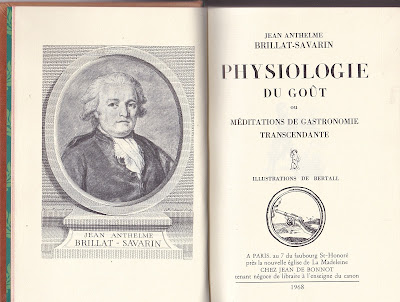 JEAN ANTHELME
BRILLAT - SAVARIN
JEAN ANTHELME
BRILLAT-SAVARIN
PHYSIOLOGIE
DU GOÛT
ou
MÉDITATIONS DE GASTRONOMIE
TRANSCENDANTE
ILLUSTRATIONS DE BERTALL
A PARIS, au 7 du faubourg St-Honoré
près la nouvelle église de La Madeleine
CHEZ JEAN DE BONNOT
tenant négoce de libraire à l'enseigne du canon
1968